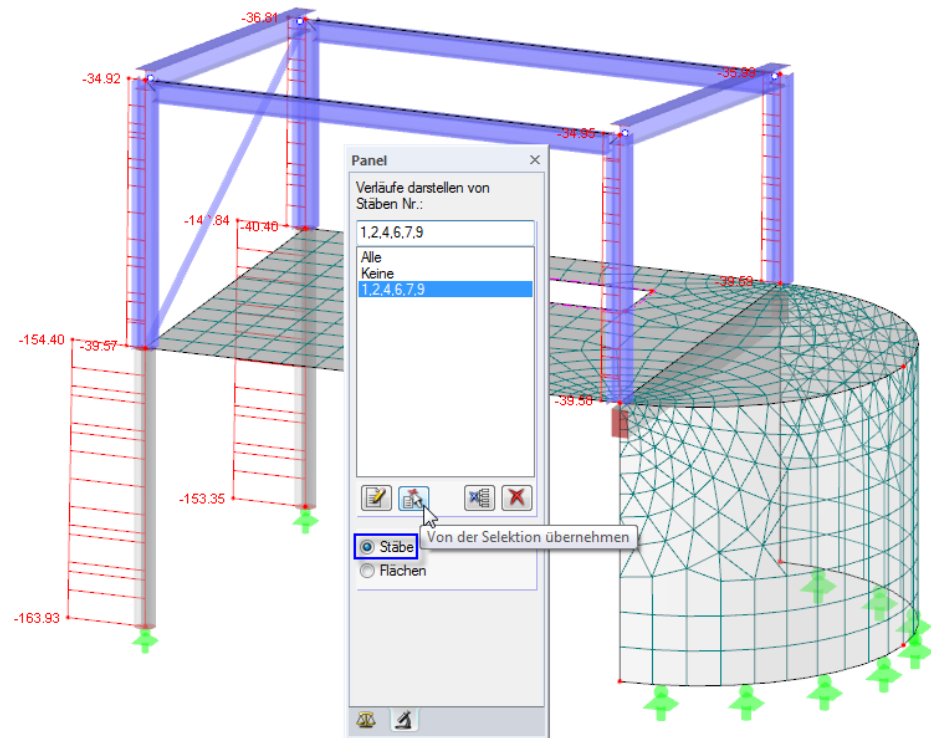 -36.81
-34.92
-35.99
-34.95
Panel
Verläufe darstellen von
Stäben Nr.:
1,2,4,6,7,9
Alle
Keine
1,2,4,6,7,9
-40.40
-39.59
-154.40
-39.57
-39.50
-153.35
Von der Selektion übernehmen
Stäbe
Flächen
-163.93